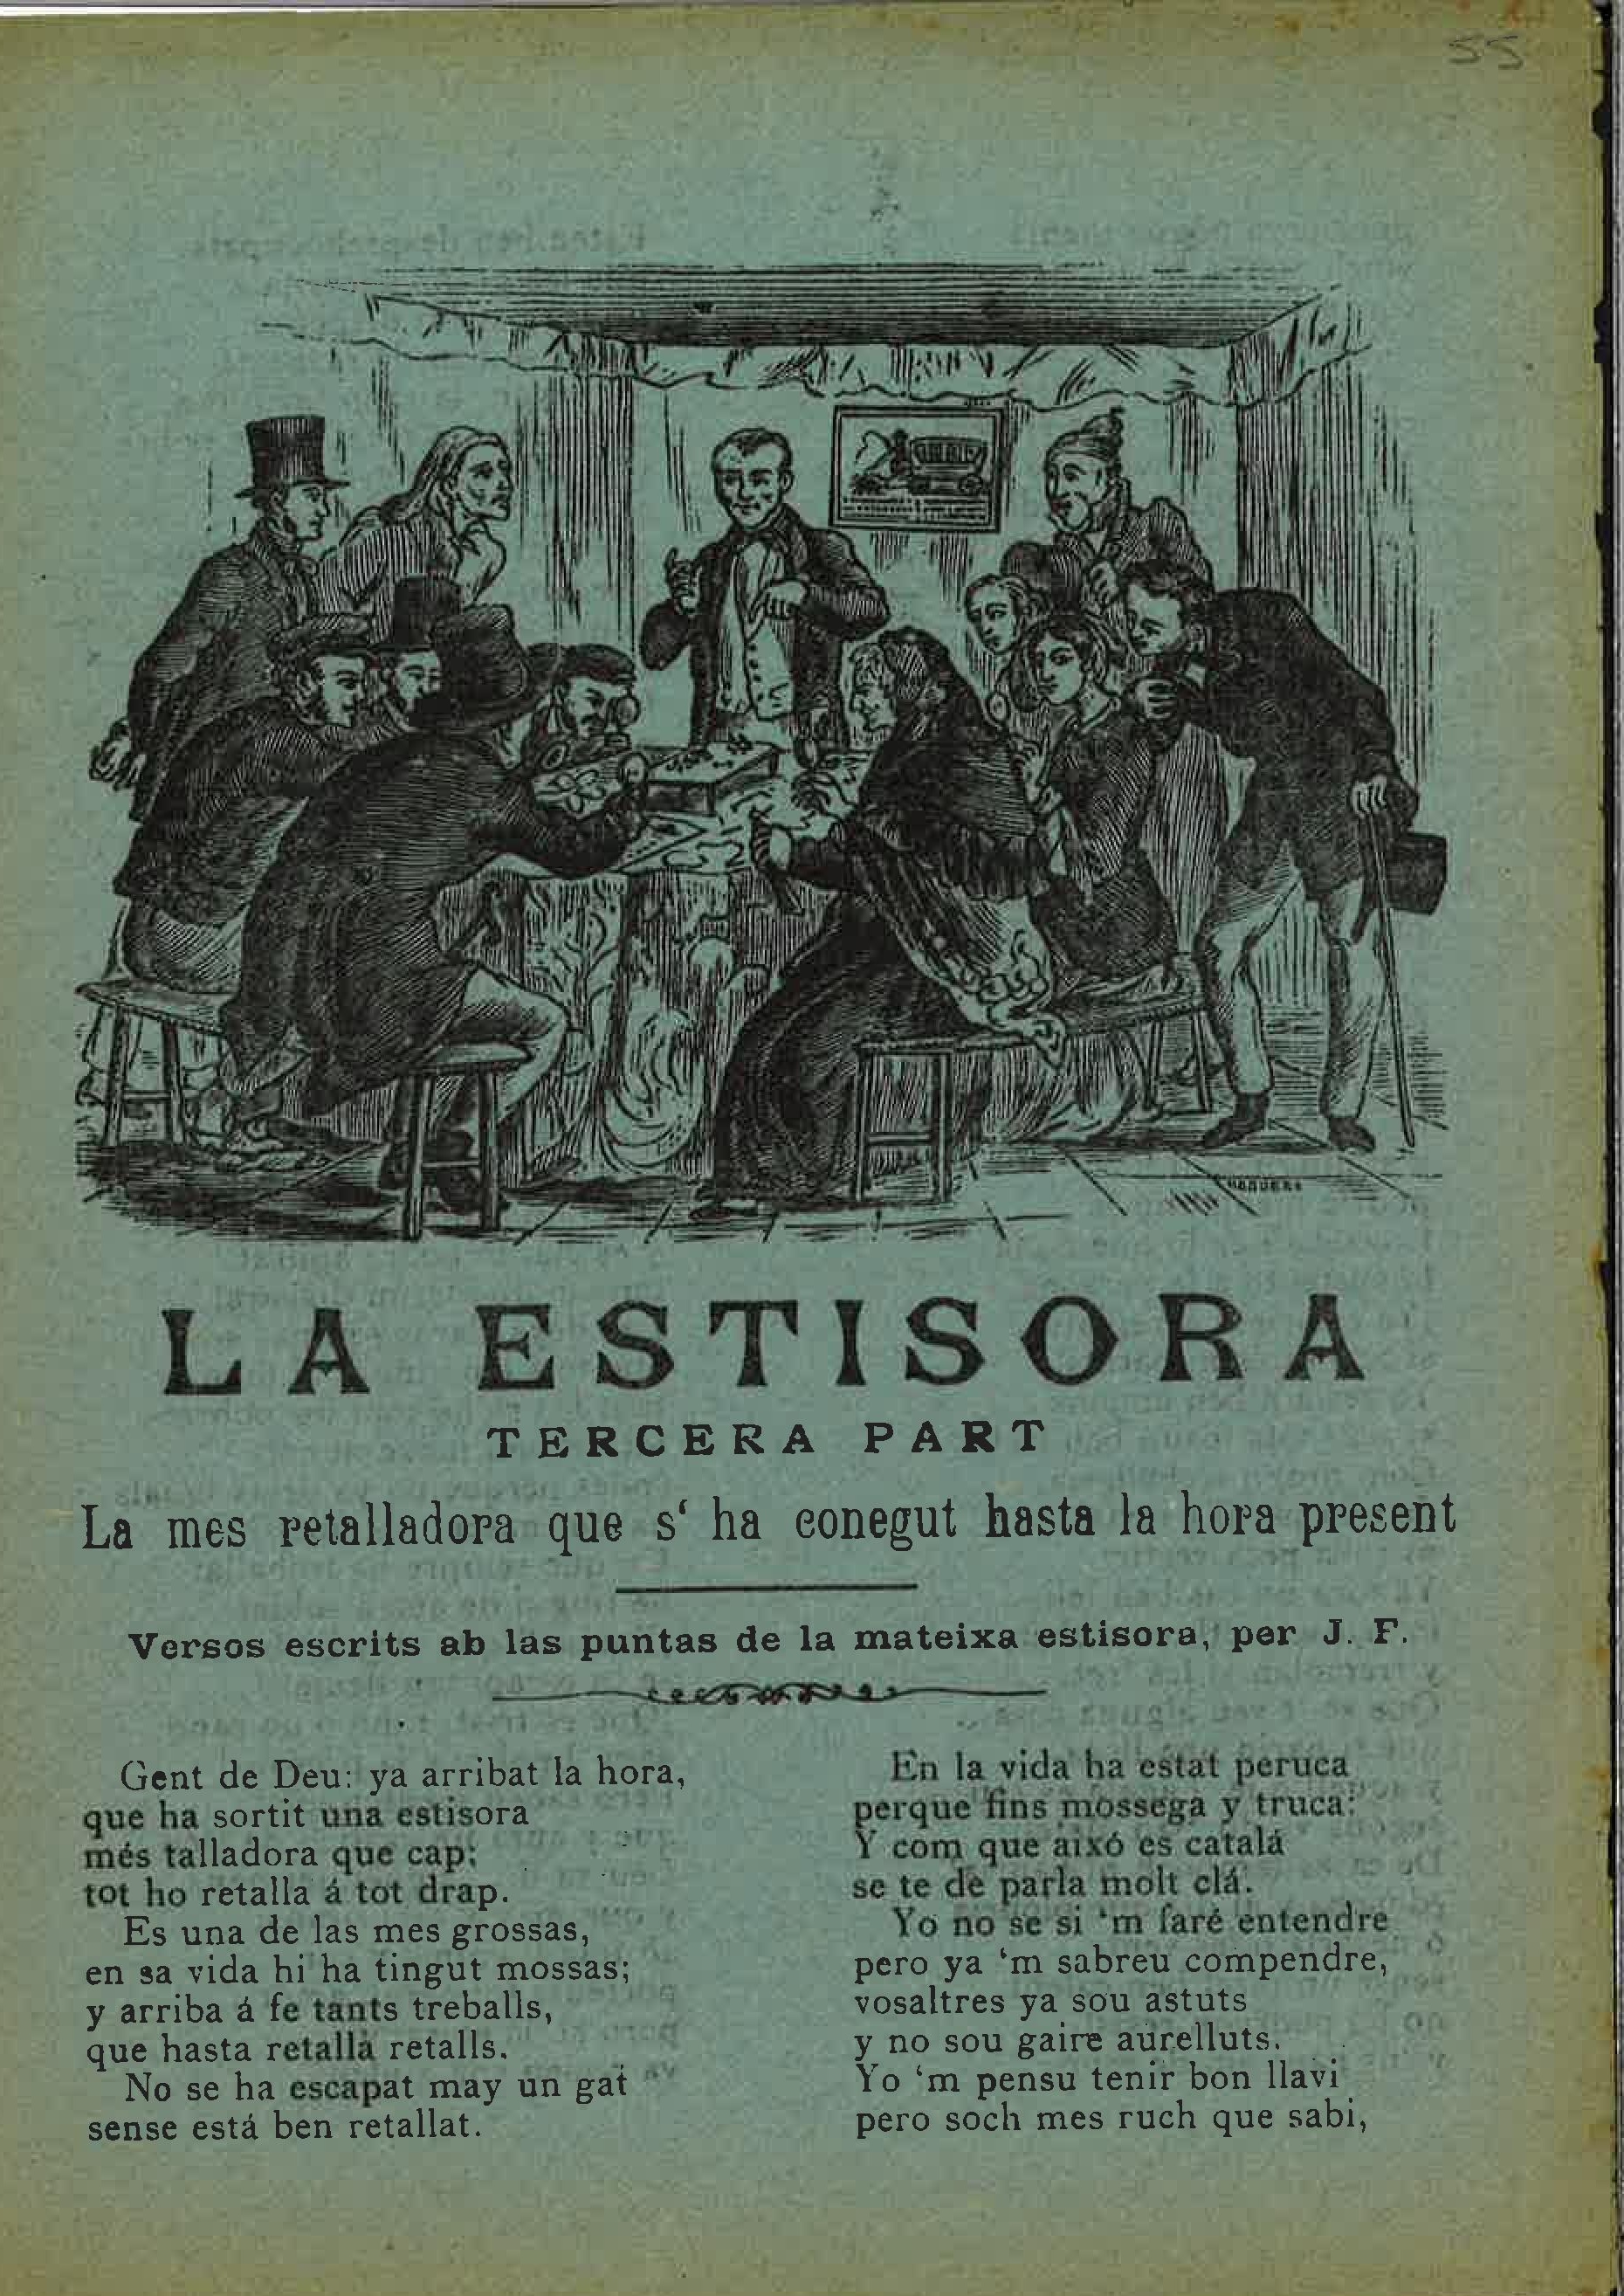 55
LA ESTISORA
TERCERA PART
La mes retalladora que s‘ ha conegut hasta la hora present
Versos escrits ab las puntas de la mateixa estisora, per J. F.
Gent de Deu: ya arribat la hora,
que ha sortit una estisora
més talladora que cap:
tot ho retalla á tot drap.
Es una de las mes grossas,
en sa vida hi ha tingut mossas;
y arriba á fe tants treballs,
que hasta retalla retalls.
No se ha escapat may un gat
sense está ben retallat.
En la vida ha estat peruca
perque fins mossega y truca:
Y com que aixó es catalá
se te de parla molt clá.
Yo no se si ‘m faré entendre
pero ya ‘m sabreu compendre,
vosaltres ya sou astuts
y no sou gaire aurelluts.
Yo ‘m pensu tenir bon llavi
pero soch mes ruch que sabi,